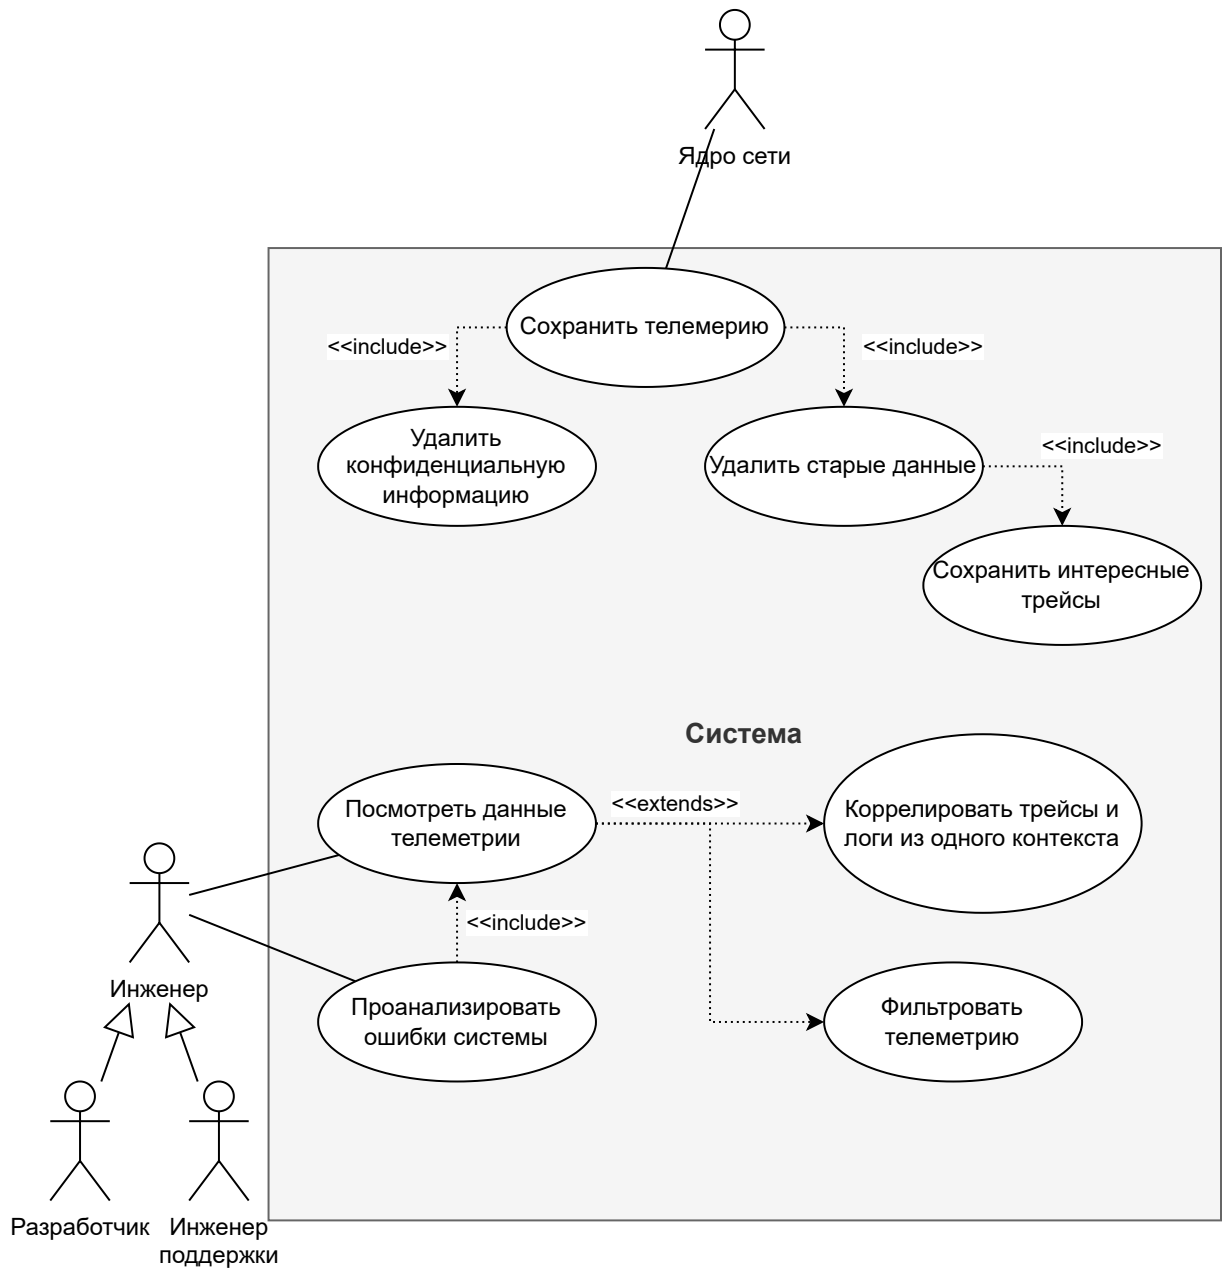 Ядро сети
Сохранить телемерию
<<include>>
<<include>>
Удалить
конфиденциальную
информацию
Удалить старые данные
<<include>>
Сохранить интересные
трейсы
Система
Посмотреть данные
телеметрии
<<extends>>
Коррелировать трейсы и
логи из одного контекста
<<include>>
Инженер
Проанализировать
ошибки системы
Фильтровать
телеметрию
Разработчик
Инженер
поддержки